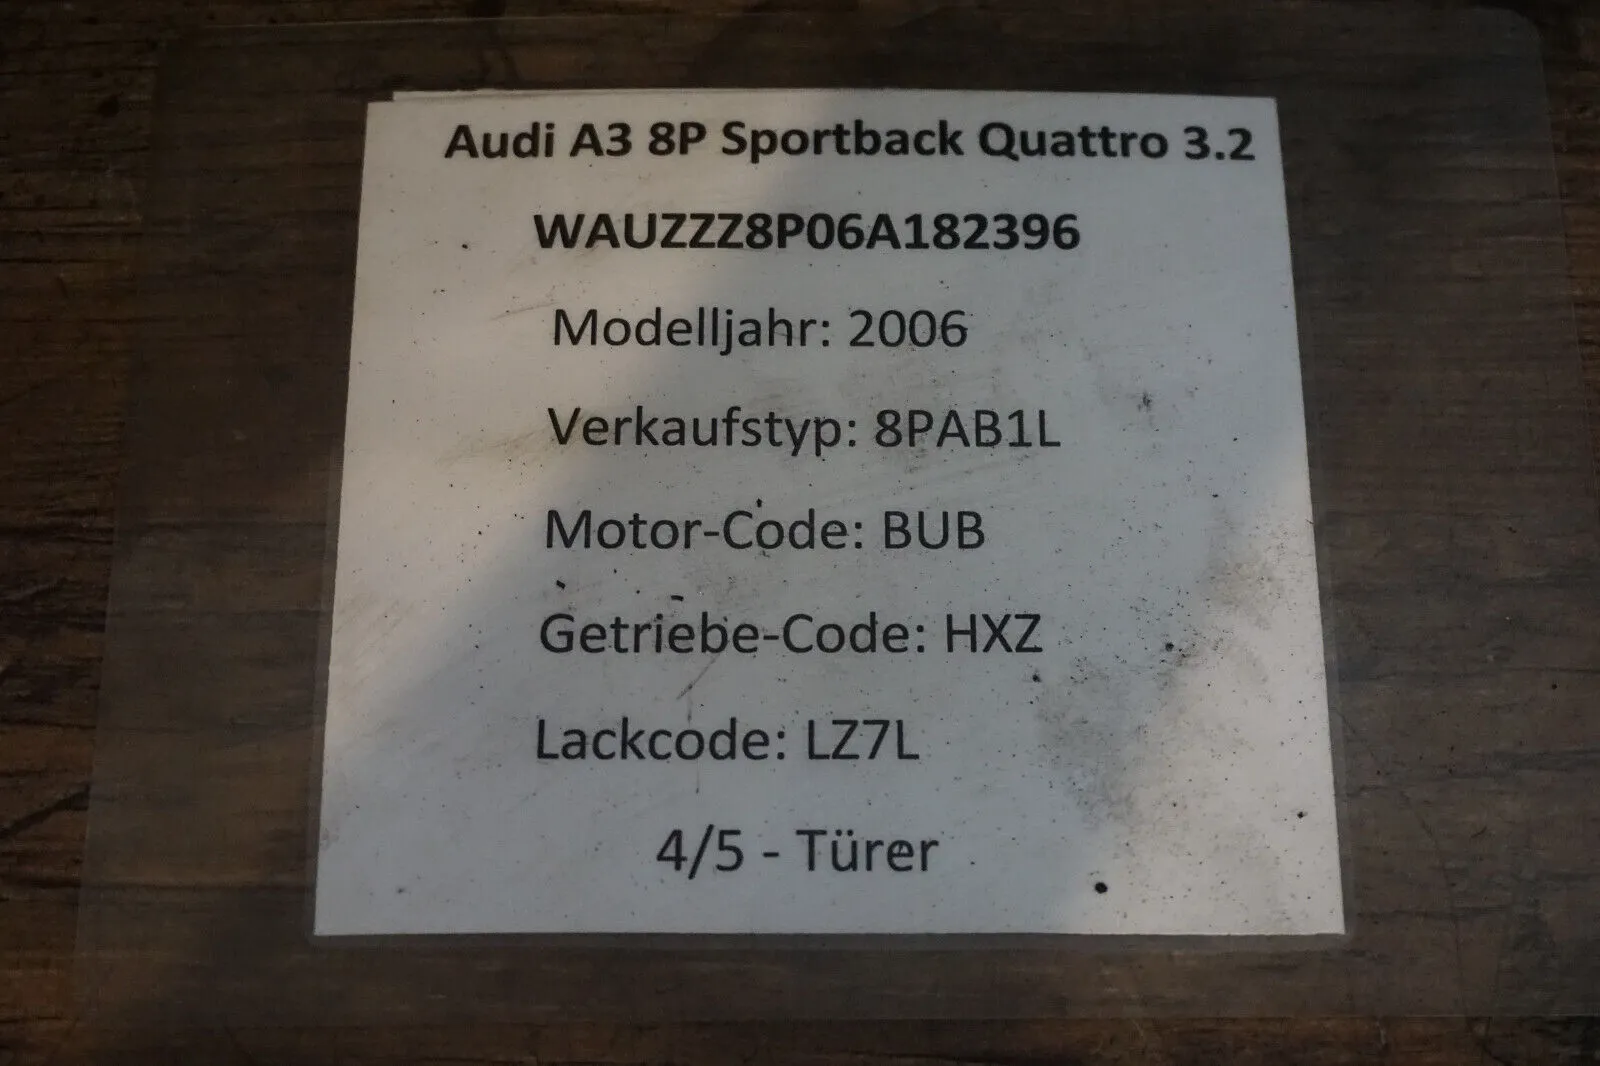 Audi A3 8P Sportback Quattro 3.2
WAUZZZ8P06A182396
Modelljahr: 2006
Verkaufstyp: 8PAB1L
Motor-Code: BUB
Getriebe-Code: HXZ
Lackcode: LZ7L
4/5 - Türer